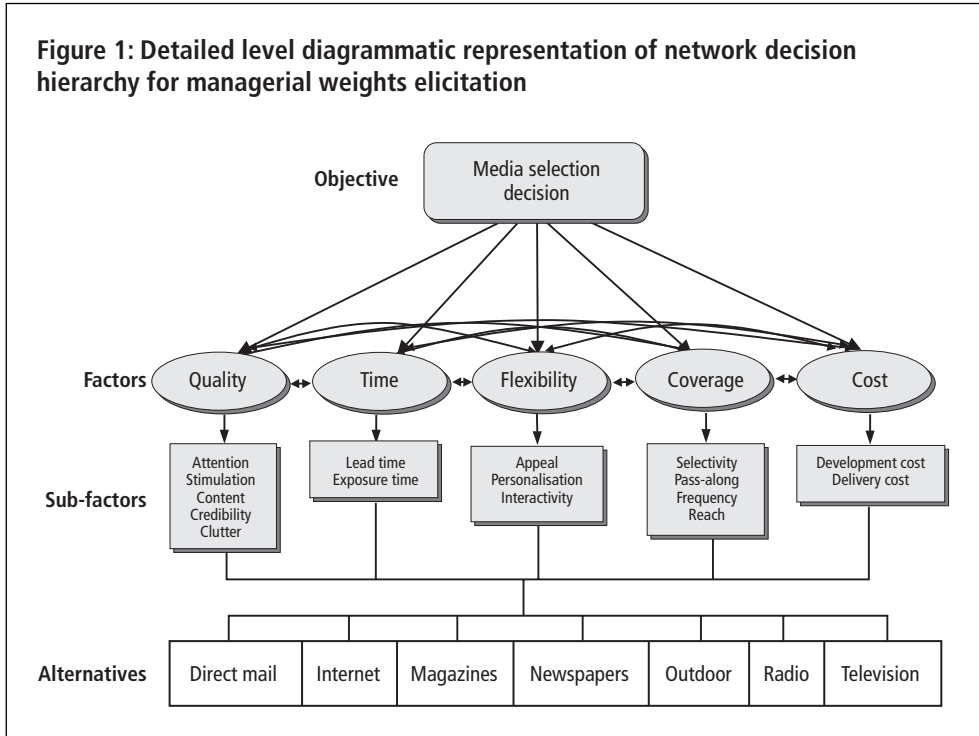 Figure 1: Detailed level diagrammatic representation of network decision
hierarchy for managerial weights elicitation
Objective
Media selection
decision
Factors
Quality
Time
Flexibility
Coverage
Cost
Sub-factors
Attention
Stimulation
Content
Credibility
Clutter
Lead time
Exposure time
Appeal
Personalisation
Interactivity
Selectivity
Pass-along
Frequency
Reach
Development cost
Delivery cost
Alternatives
Direct mail
Internet
Magazines
Newspapers
Outdoor
Radio
Television